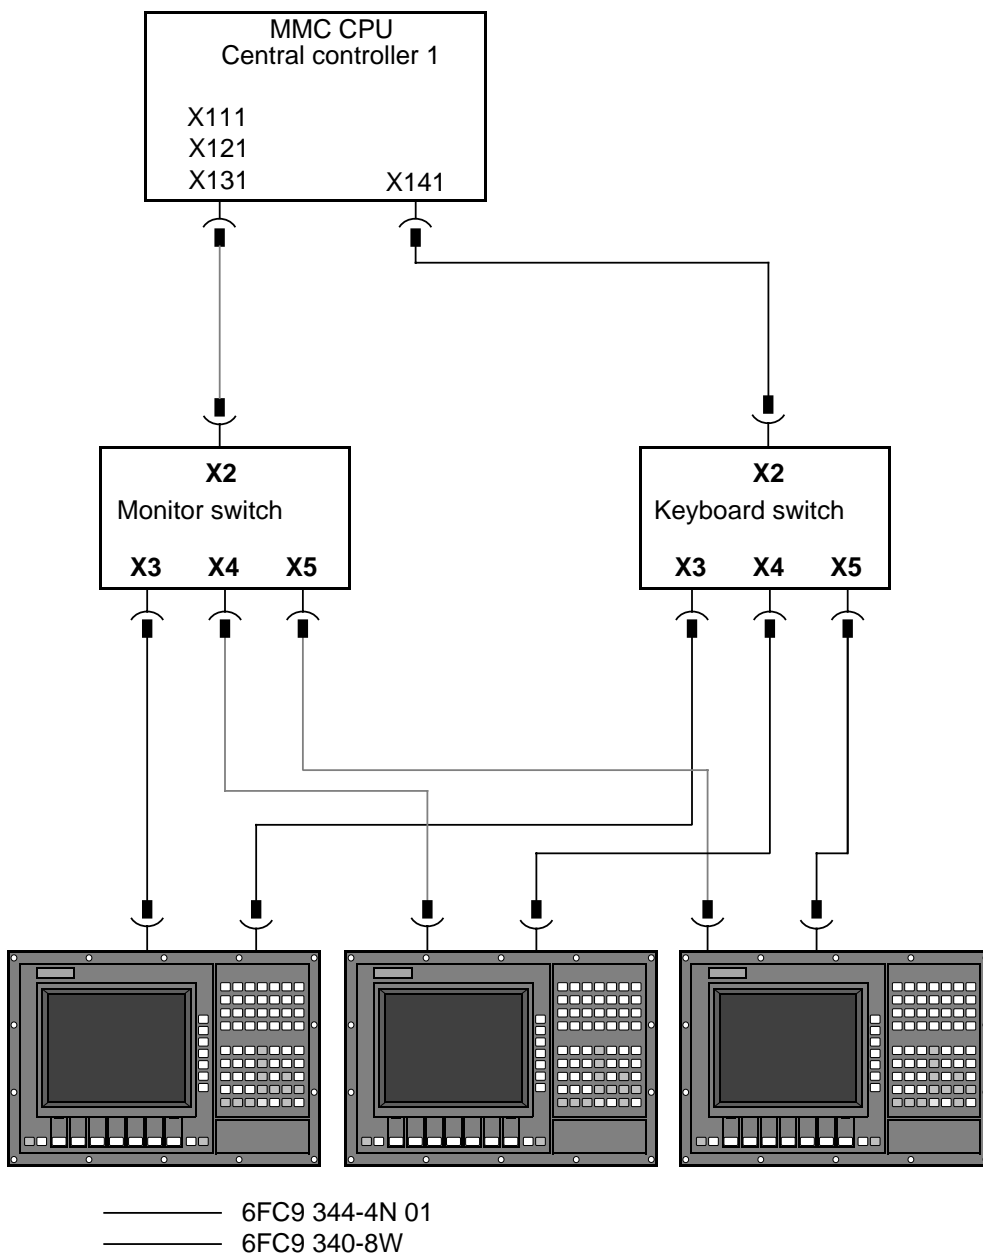 MMC CPU
Central controller 1
X111
X121
X131
X141
X2
Monitor switch
X3 X4 X5
X2
Keyboard switch
X3 X4 X5
6FC9 344-4N 01
6FC9 340-8W